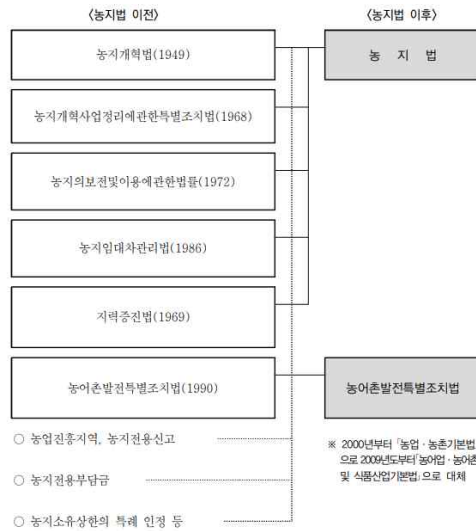 <농지법 이전>
<농지법 이후>
농지개혁법(1949)
농 지 법
농지개혁사업정리에관한특별조치법(1968)
농지의보전및이용에관한법률(1972)
농지임대차관리법(1986)
지력증진법(1969)
농어촌발전특별조치법(1990)
농어촌발전특별조치법
○ 농업진흥지역, 농지전용신고
○ 농지전용부담금
○ 농지소유상한의 특례 인정 등
※ 2000년부터 「농업 · 농촌기본법
으로 2009년도부터「농어업 · 농어촌
및 식품산업기본법」으로 대체